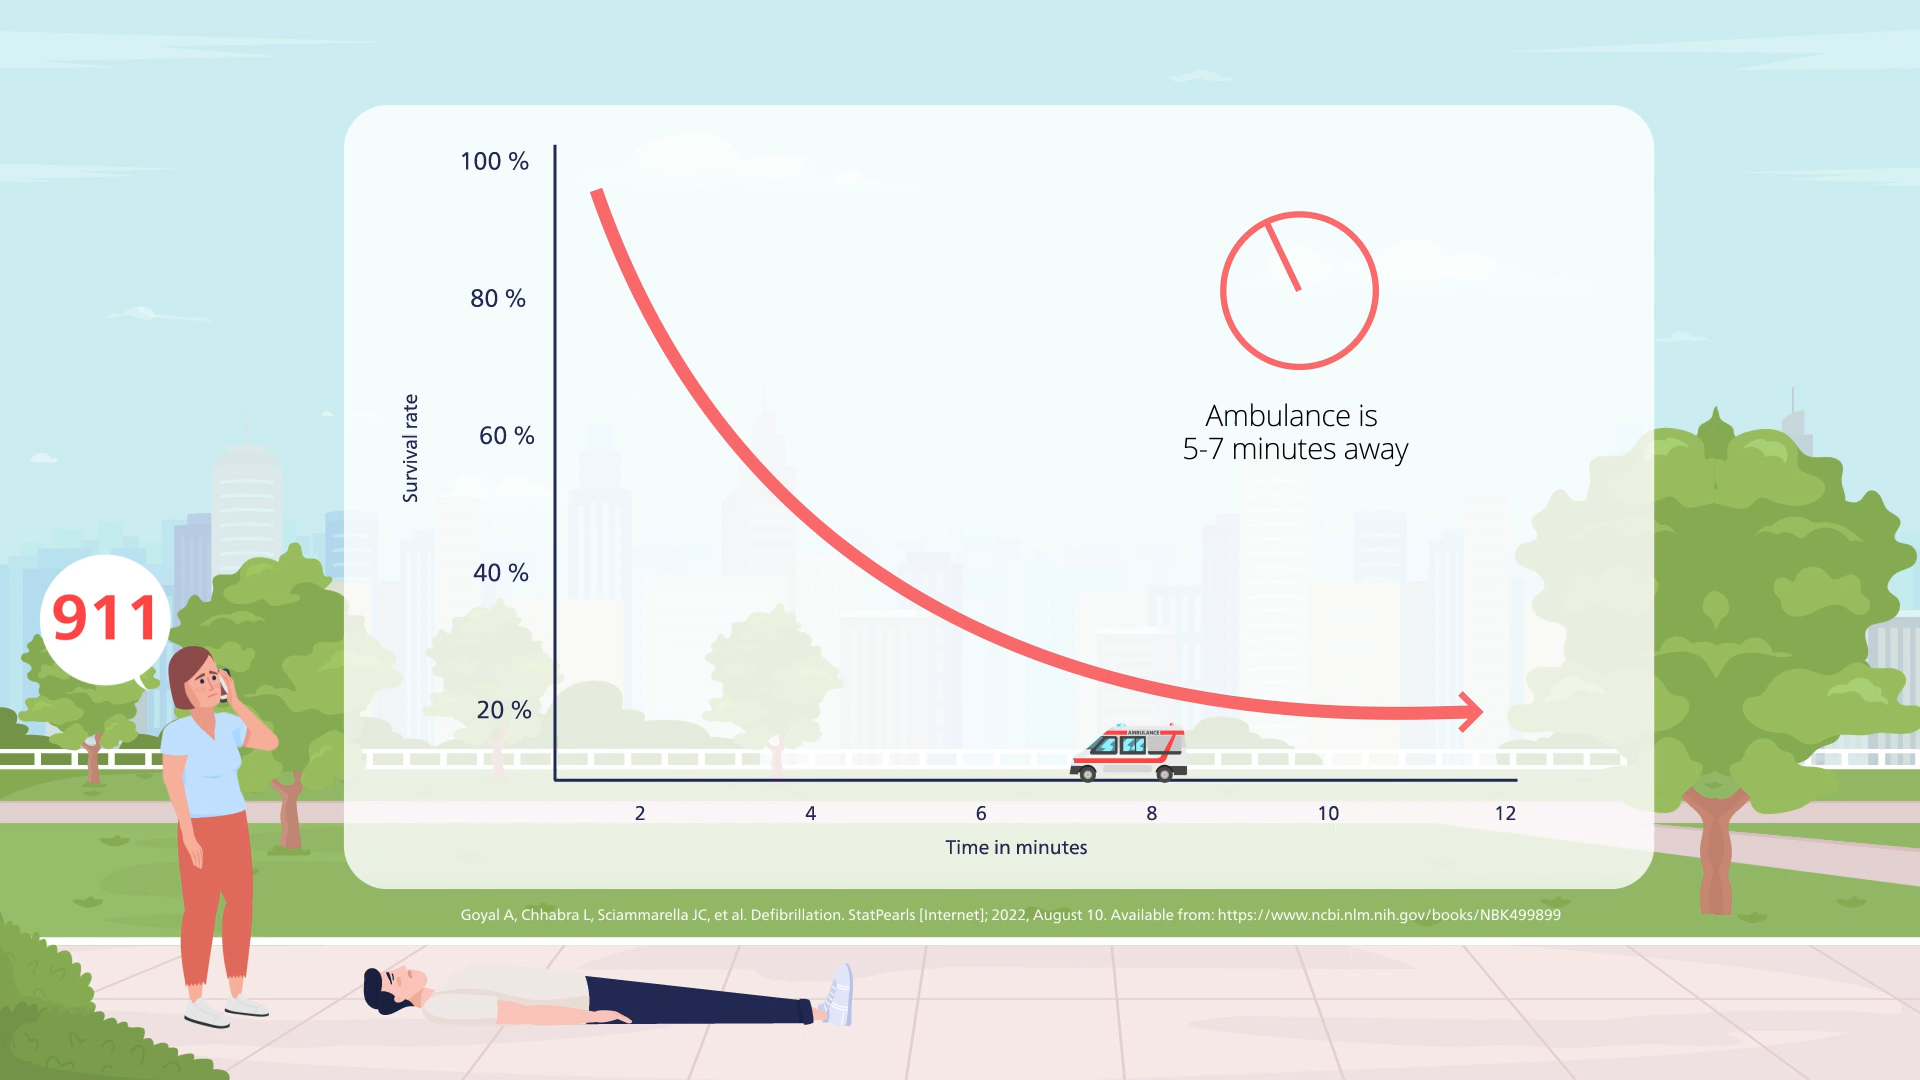 100 %
80 %
60 %
40 %
20 %
Survival rate
Ambulance is
5-7 minutes away
911
AMBULANCE
2 4 6 8 10 12
Time in minutes
Goyal A, Chhabra L, Sciammarella JC, et al. Defibrillation. StatPearls [Internet]; 2022, August 10. Available from: https://www.ncbi.nlm.nih.gov/books/NBK499899